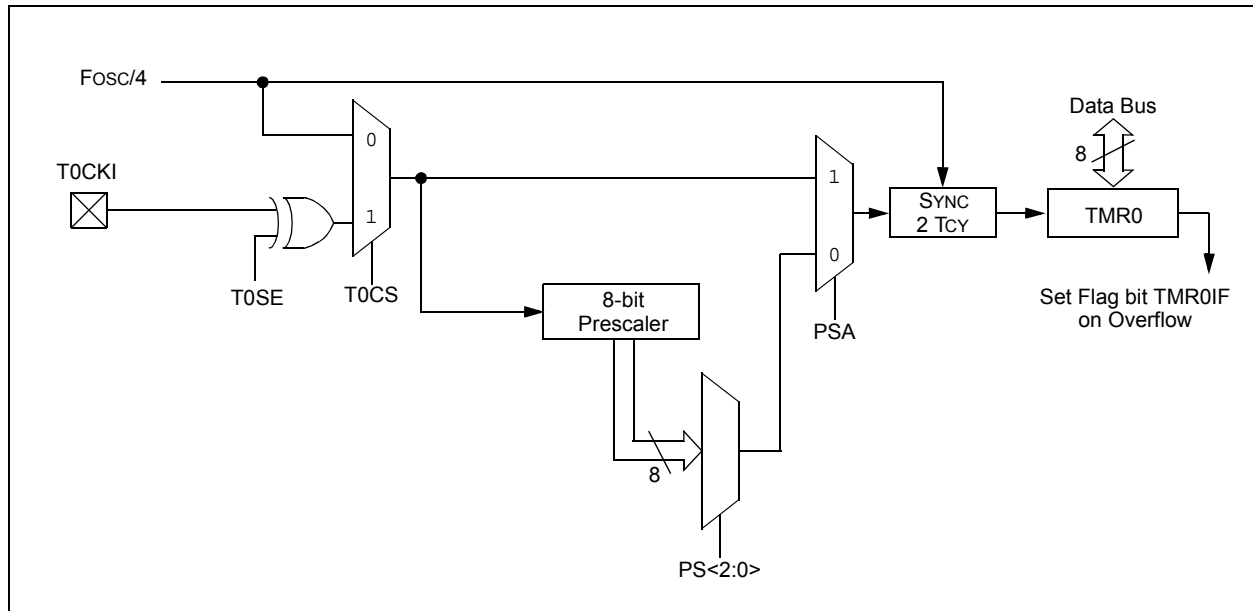 FOSC/4
Data Bus
8
T0CKI
0
1
1
0
SYNC
2 TCY
TMR0
T0SE
T0CS
8-bit
Prescaler
PSA
Set Flag bit TMR0IF
on Overflow
8
PS<2:0>